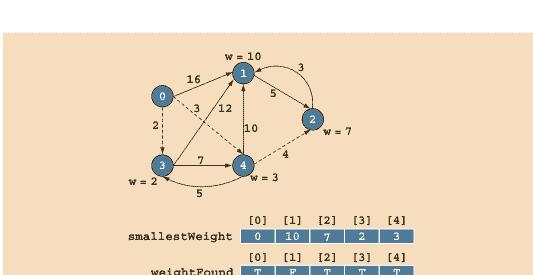 w = 10
1
16
3
0
3
12
5
2
2
w = 7
10
4
7
3
4
w = 2
w = 3
5
[0] [1] [2] [3] [4]
smallestWeight 0 10 7 2 3
[0] [1] [2] [3] [4]
weightFound T F T T T